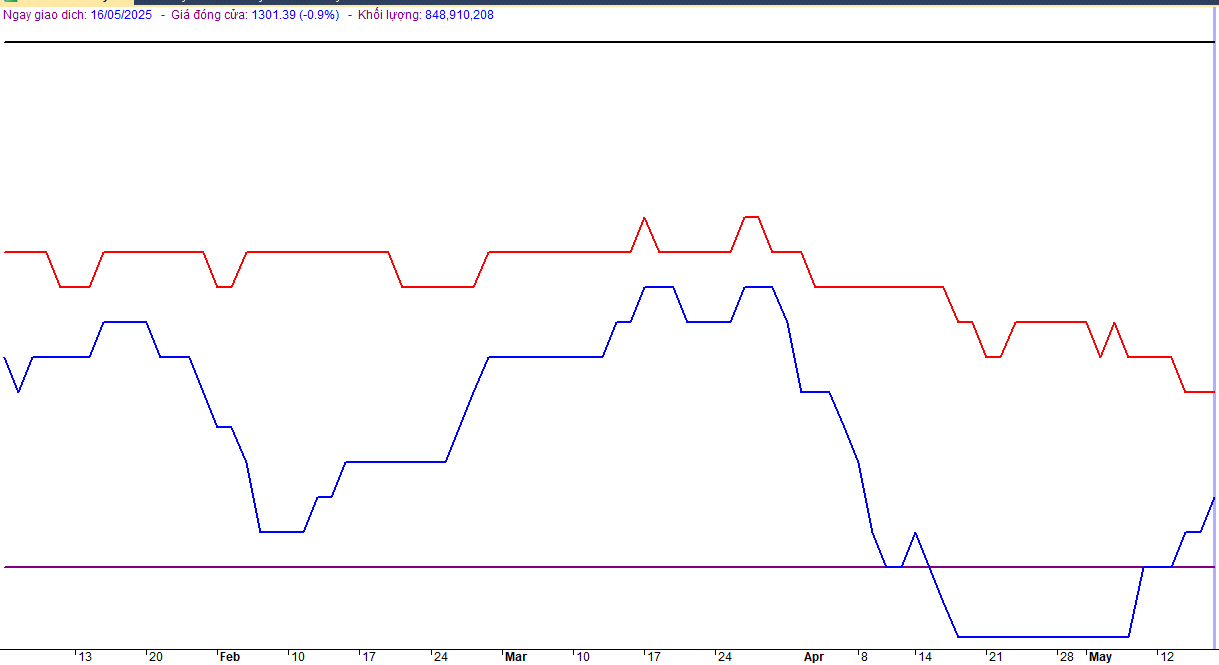 Ngay giao dich: 16/05/2025 - Giá đóng cửa: 1301.39 (-0.9%) - Khối lượng: 848,910,208
13 20 Feb 10 17 24 Mar 10 17 24 Apr 8 14 21 28 May 12